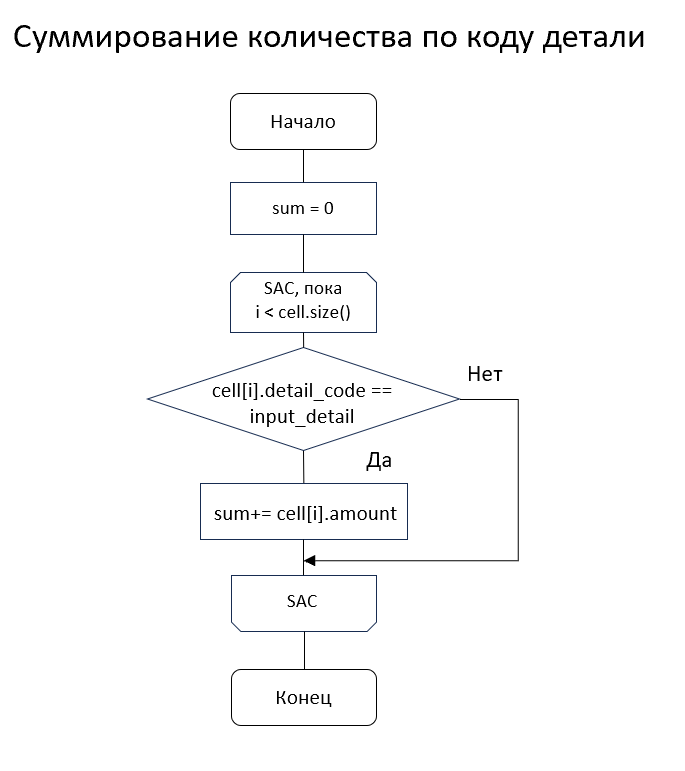 Суммирование количества по коду детали
Начало
sum = 0
SAC, пока
i < cell.size()
cell[i].detail_code ==
input_detail
Нет
Да
sum+= cell[i].amount
SAC
Конец